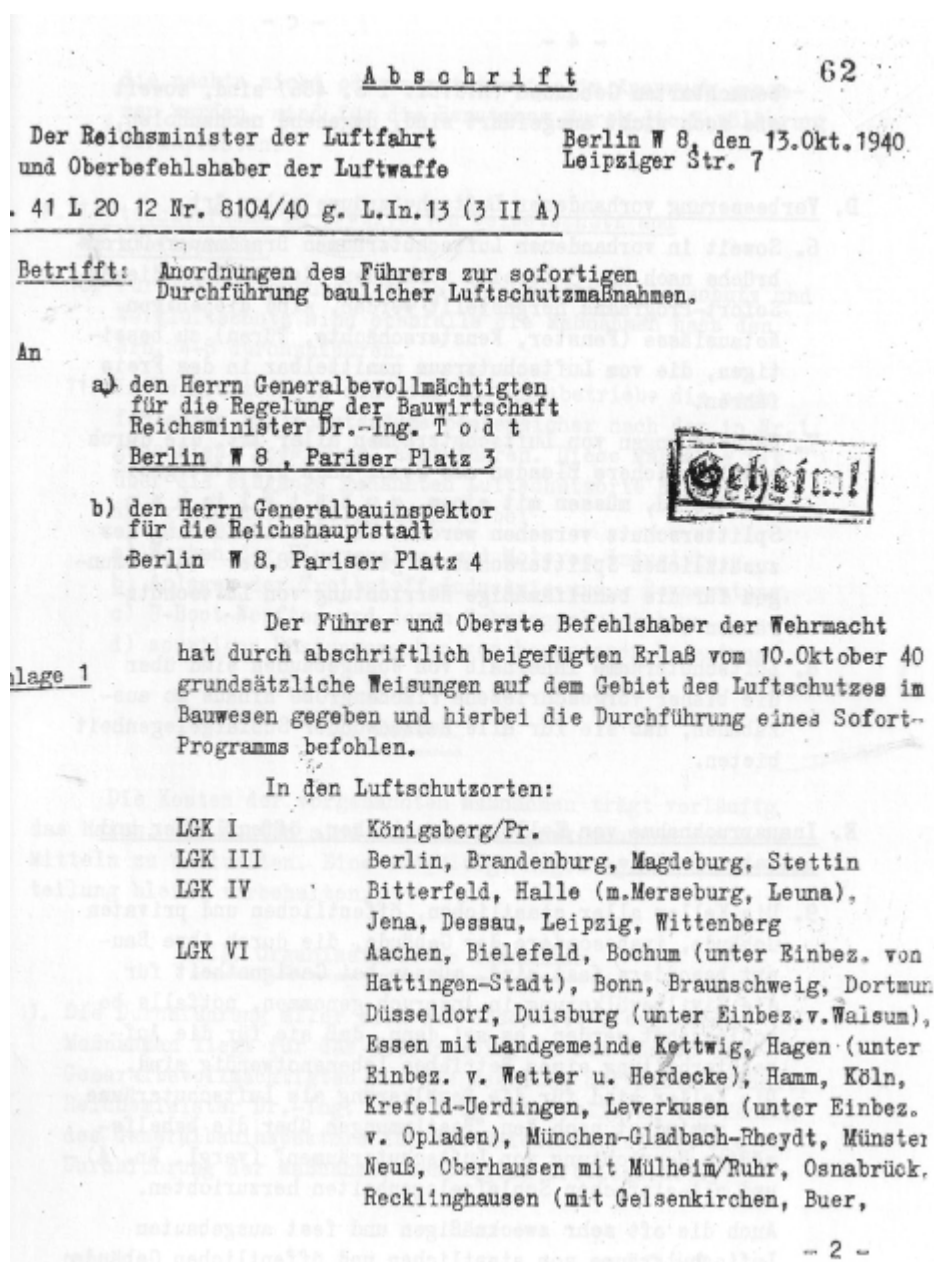 Abschrift
62
Der Reichsminister der Luftfahrt
und Oberbefehlshaber der Luftwaffe
Berlin W 8, den 13.Okt.1940
Leipziger Str. 7
. 41 L 20 12 Nr. 8104/40 g. L.In.13 (3 II A)
Betrifft: Anordnungen des Führers zur sofortigen
Durchführung baulicher Luftschutzmaßnahmen.
An
a) den Herrn Generalbevollmächtigten
für die Regelung der Bauwirtschaft
Reichsminister Dr.-Ing. T o d t
Berlin W 8 , Pariser Platz 3
Geheim!
b) den Herrn Generalbauinspektor
für die Reichshauptstadt
Berlin W 8, Pariser Platz 4
Der Führer und Oberste Befehlshaber der Wehrmacht
hat durch abschriftlich beigefügten Erlaß vom 10.Oktober 40
nlage 1 grundsätzliche Weisungen auf dem Gebiet des Luftschutzes im
Bauwesen gegeben und hierbei die Durchführung eines Sofort-
Programms befohlen.
In den Luftschutzorten:
LGK I Königsberg/Pr.
LGK III Berlin, Brandenburg, Magdeburg, Stettin
LGK IV Bitterfeld, Halle (m.Merseburg, Leuna),
Jena, Dessau, Leipzig, Wittenberg
LGK VI Aachen, Bielefeld, Bochum (unter Einbez. von
Hattingen-Stadt), Bonn, Braunschweig, Dortmun
Düsseldorf, Duisburg (unter Einbez.v.Walsum),
Essen mit Landgemeinde Kettwig, Hagen (unter
Einbez. v. Wetter u. Herdecke), Hamm, Köln,
Krefeld-Uerdingen, Leverkusen (unter Einbez.
v. Opladen), München-Gladbach-Rheydt, Münster
Neuß, Oberhausen mit Mülheim/Ruhr, Osnabrück,
Recklinghausen (mit Gelsenkirchen, Buer,
- 2 -